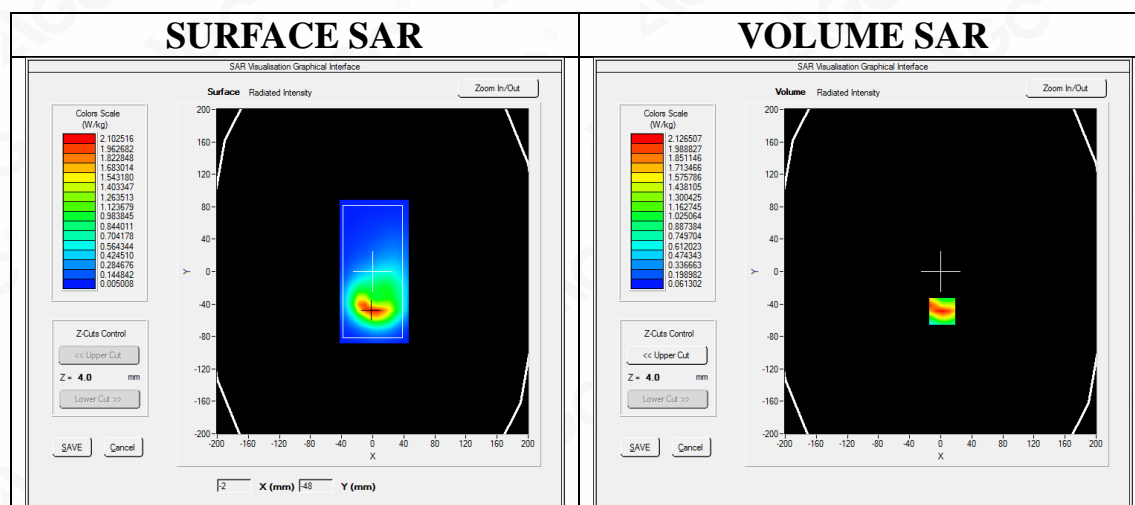 SURFACE SAR
SAR Visualisation Graphical Interface
Surface Radiated Intensity
Zoom In/Out
Colors Scale
(W/kg)
2.102516
1.962682
1.822848
1.683014
1.543180
1.403347
1.263513
1.123679
0.983845
0.844011
0.704178
0.564344
0.424510
0.284676
0.144842
0.005008
Z-Cuts Control
<< Upper Cut
Z = 4.0 mm
Lower Cut >>
SAVE Cancel
200
160
120
80
40
0
-40
-80
-120
-160
-200
Y
-200 -160 -120 -80 -40 0 40 80 120 160 200
X
-2 X (mm) -48 Y (mm)
VOLUME SAR
SAR Visualisation Graphical Interface
Volume Radiated Intensity
Zoom In/Out
Colors Scale
(W/kg)
2.126507
1.988827
1.851146
1.713466
1.575786
1.438105
1.300425
1.162745
1.025064
0.887384
0.749704
0.612023
0.474343
0.336663
0.198982
0.061302
Z-Cuts Control
<< Upper Cut
Z = 4.0 mm
Lower Cut >>
SAVE Cancel
200
160
120
80
40
0
-40
-80
-120
-160
-200
Y
-200 -160 -120 -80 -40 0 40 80 120 160 200
X